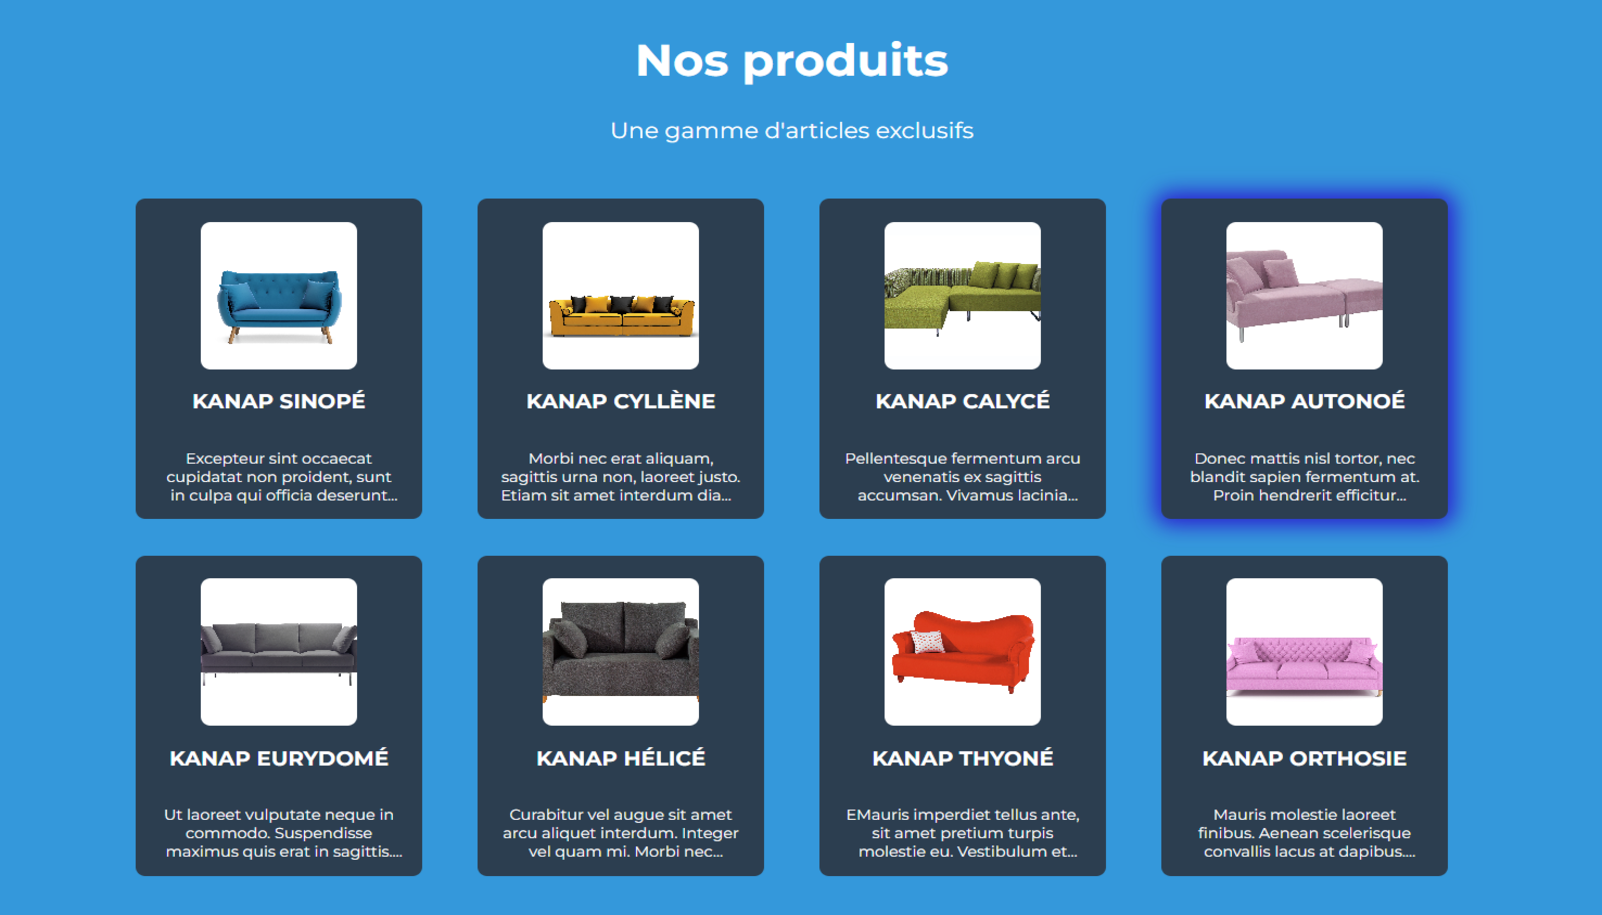 Nos produits
Une gamme d'articles exclusifs
KANAP SINOPÉ
Excepteur sint occaecat
cupidatat non proident, sunt
in culpa qui officia deserunt...
KANAP CYLLÈNE
Morbi nec erat aliquam,
sagittis urna non, laoreet justo.
Etiam sit amet interdum dia...
KANAP CALYCÉ
Pellentesque fermentum arcu
venenatis ex sagittis
accumsan. Vivamus lacinia...
KANAP AUTONOÉ
Donec mattis nisl tortor, nec
blandit sapien fermentum at.
Proin hendrerit efficitur...
KANAP EURYDOMÉ
Ut laoreet vulputate neque in
commodo. Suspendisse
maximus quis erat in sagittis....
KANAP HÉLICÉ
Curabitur vel augue sit amet
arcu aliquet interdum. Integer
vel quam mi. Morbi nec...
KANAP THYONÉ
EMauris imperdiet tellus ante,
sit amet pretium turpis
molestie eu. Vestibulum et...
KANAP ORTHOSIE
Mauris molestie laoreet
finibus. Aenean scelerisque
convallis lacus at dapibus....